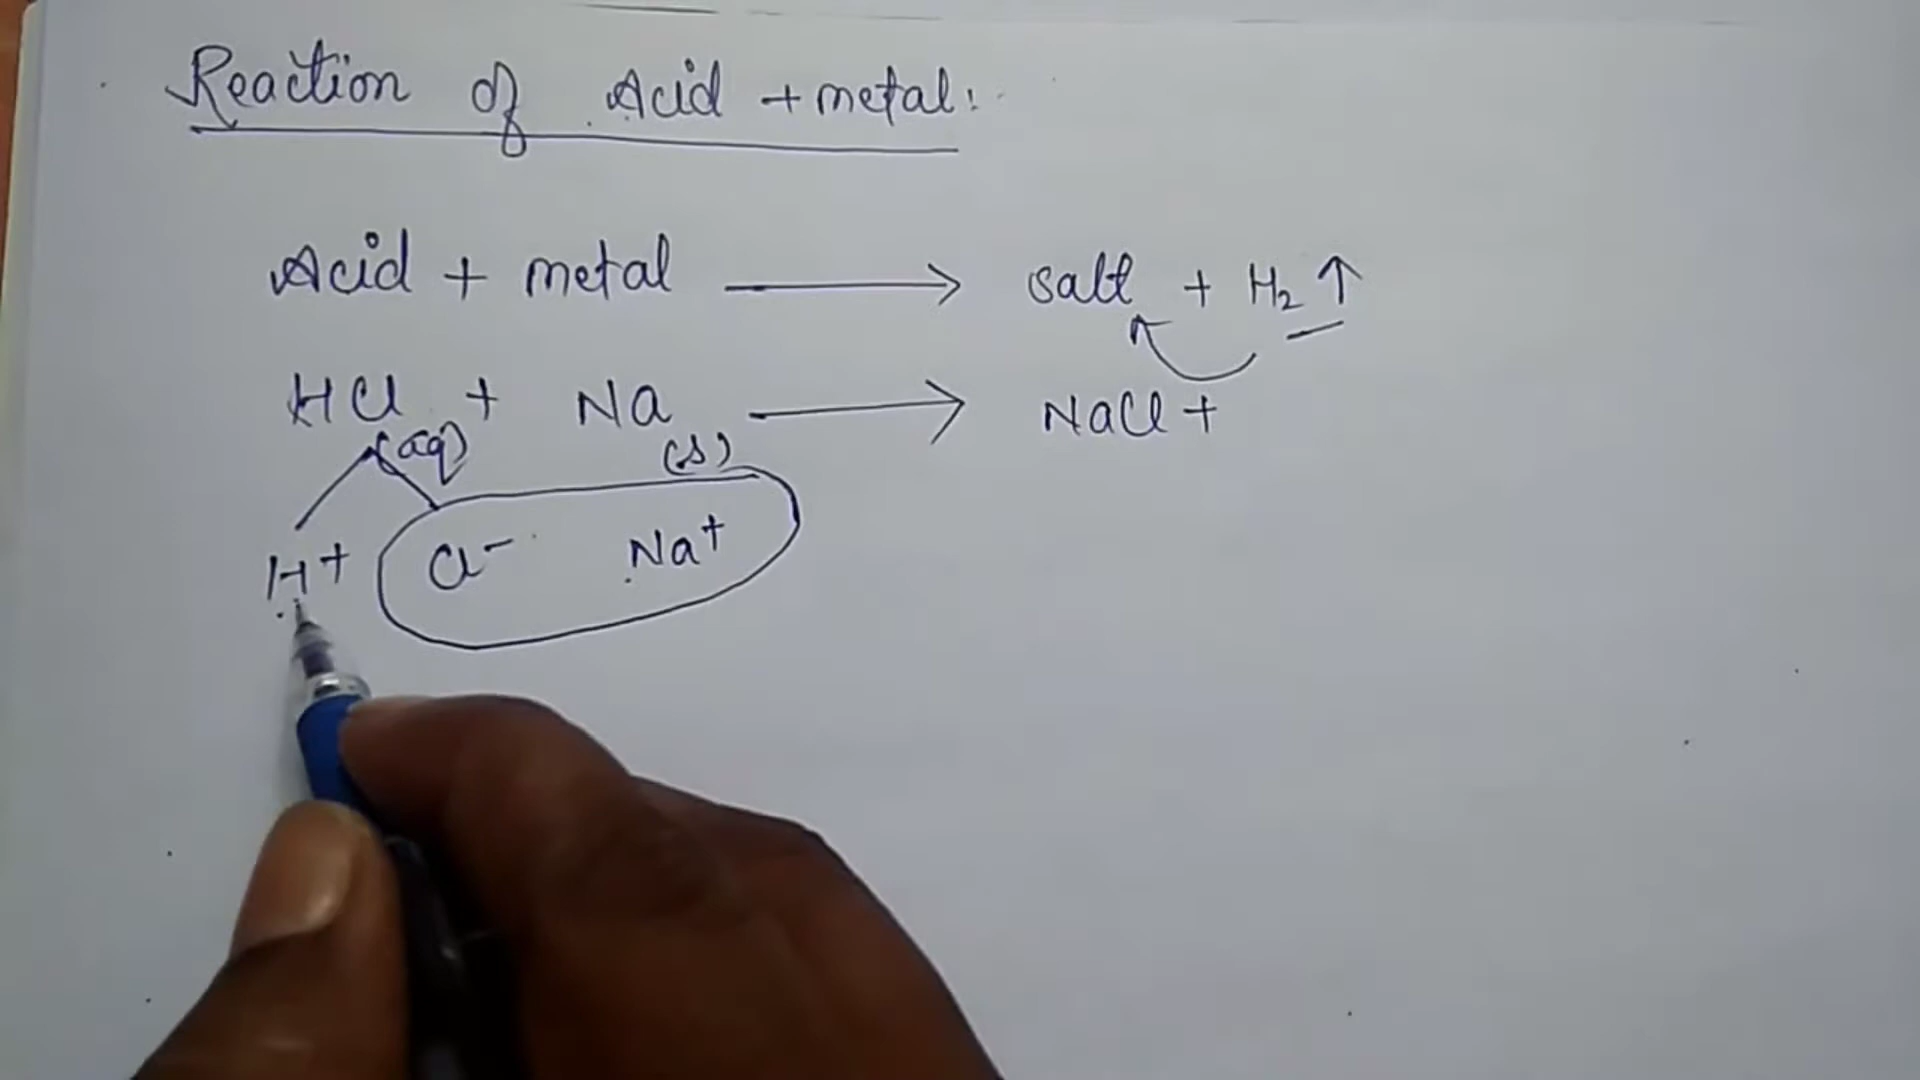 Reaction of Acid + metal:
Acid + metal ⟶ salt + H₂ ↑
HCl (aq) + Na (s) ⟶ NaCl +
H⁺ Cl⁻ Na⁺